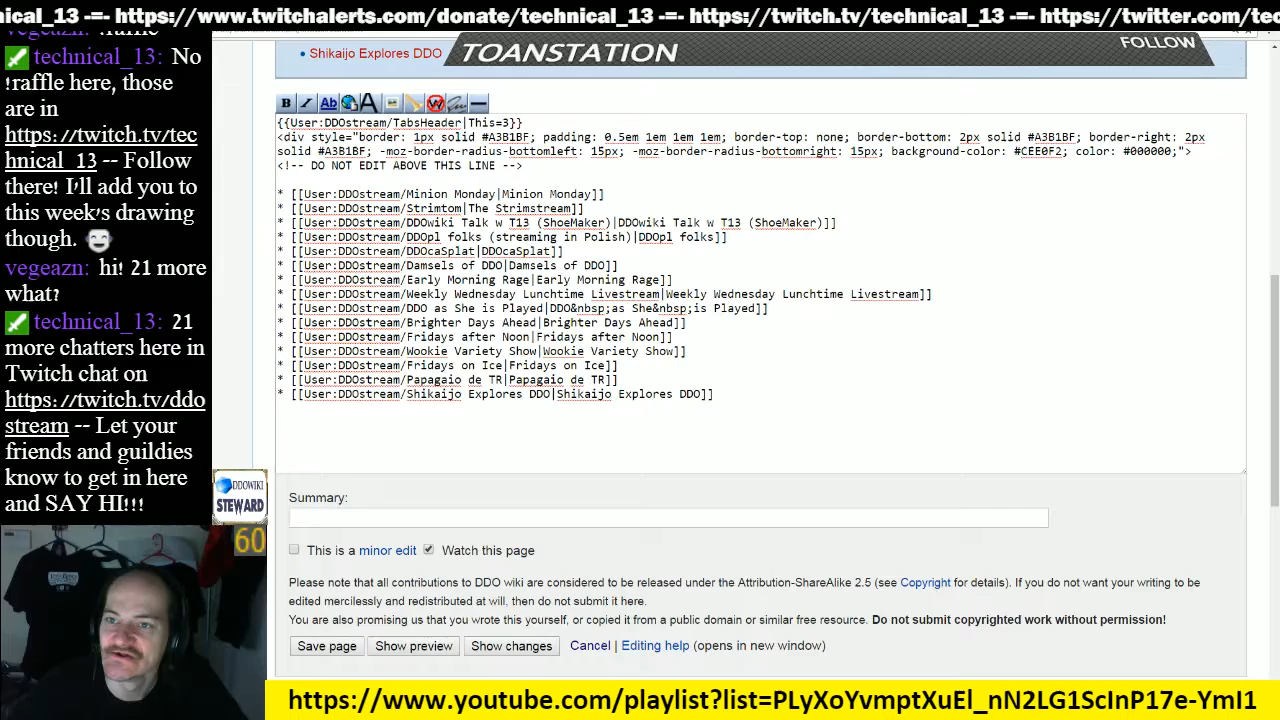 nical_13 -=- https://www.twitchalerts.com/donate/technical_13 -=- https://twitch.tv/technical_13 -=- https://twitter.com/tec
technical_13: No
!raffle here, those
are in
https://twitch.tv/tec
hnical_13 -- Follow
there! I'll add you to
this week's drawing
though.
vegeazn: hi! 21 more
what?
technical_13: 21
more chatters here in
Twitch chat on
https://twitch.tv/ddo
stream -- Let your
friends and guildies
know to get in here
and SAY HI!!!
DDOWIKI
STEWARD
60
• Shikaijo Explores DDO
TOANSTATION
FOLLOW
B I Ab A W
{{User:DDOstream/TabsHeader|This=3}}
<div style="border: 1px solid #A3B1BF; padding: 0.5em 1em 1em 1em; border-top: none; border-bottom: 2px solid #A3B1BF; border-right: 2px
solid #A3B1BF; -moz-border-radius-bottomleft: 15px; -moz-border-radius-bottomright: 15px; background-color: #CEE0F2; color: #000000;">
<!-- DO NOT EDIT ABOVE THIS LINE -->
* [[User:DDOstream/Minion Monday|Minion Monday]]
* [[User:DDOstream/Strimtom|The Strimstream]]
* [[User:DDOstream/DDOwiki Talk w T13 (ShoeMaker)|DDOwiki Talk w T13 (ShoeMaker)]]
* [[User:DDOstream/DDOpl folks (streaming in Polish)|DDOpl folks]]
* [[User:DDOstream/DDOcaSplat|DDOcaSplat]]
* [[User:DDOstream/Damsels of DDO|Damsels of DDO]]
* [[User:DDOstream/Early Morning Rage|Early Morning Rage]]
* [[User:DDOstream/Weekly Wednesday Lunchtime Livestream|Weekly Wednesday Lunchtime Livestream]]
* [[User:DDOstream/DDO as She is Played|DDO&nbsp;as She&nbsp;is Played]]
* [[User:DDOstream/Brighter Days Ahead|Brighter Days Ahead]]
* [[User:DDOstream/Fridays after Noon|Fridays after Noon]]
* [[User:DDOstream/Wookie Variety Show|Wookie Variety Show]]
* [[User:DDOstream/Fridays on Ice|Fridays on Ice]]
* [[User:DDOstream/Papagaio de TR|Papagaio de TR]]
* [[User:DDOstream/Shikaijo Explores DDO|Shikaijo Explores DDO]]
Summary:
This is a minor edit Watch this page
Please note that all contributions to DDO wiki are considered to be released under the Attribution-ShareAlike 2.5 (see Copyright for details). If you do not want your writing to be
edited mercilessly and redistributed at will, then do not submit it here.
You are also promising us that you wrote this yourself, or copied it from a public domain or similar free resource. Do not submit copyrighted work without permission!
Save page Show preview Show changes Cancel | Editing help (opens in new window)
https://www.youtube.com/playlist?list=PLyXoYvmptXuEl_nN2LG1ScInP17e-YmI1